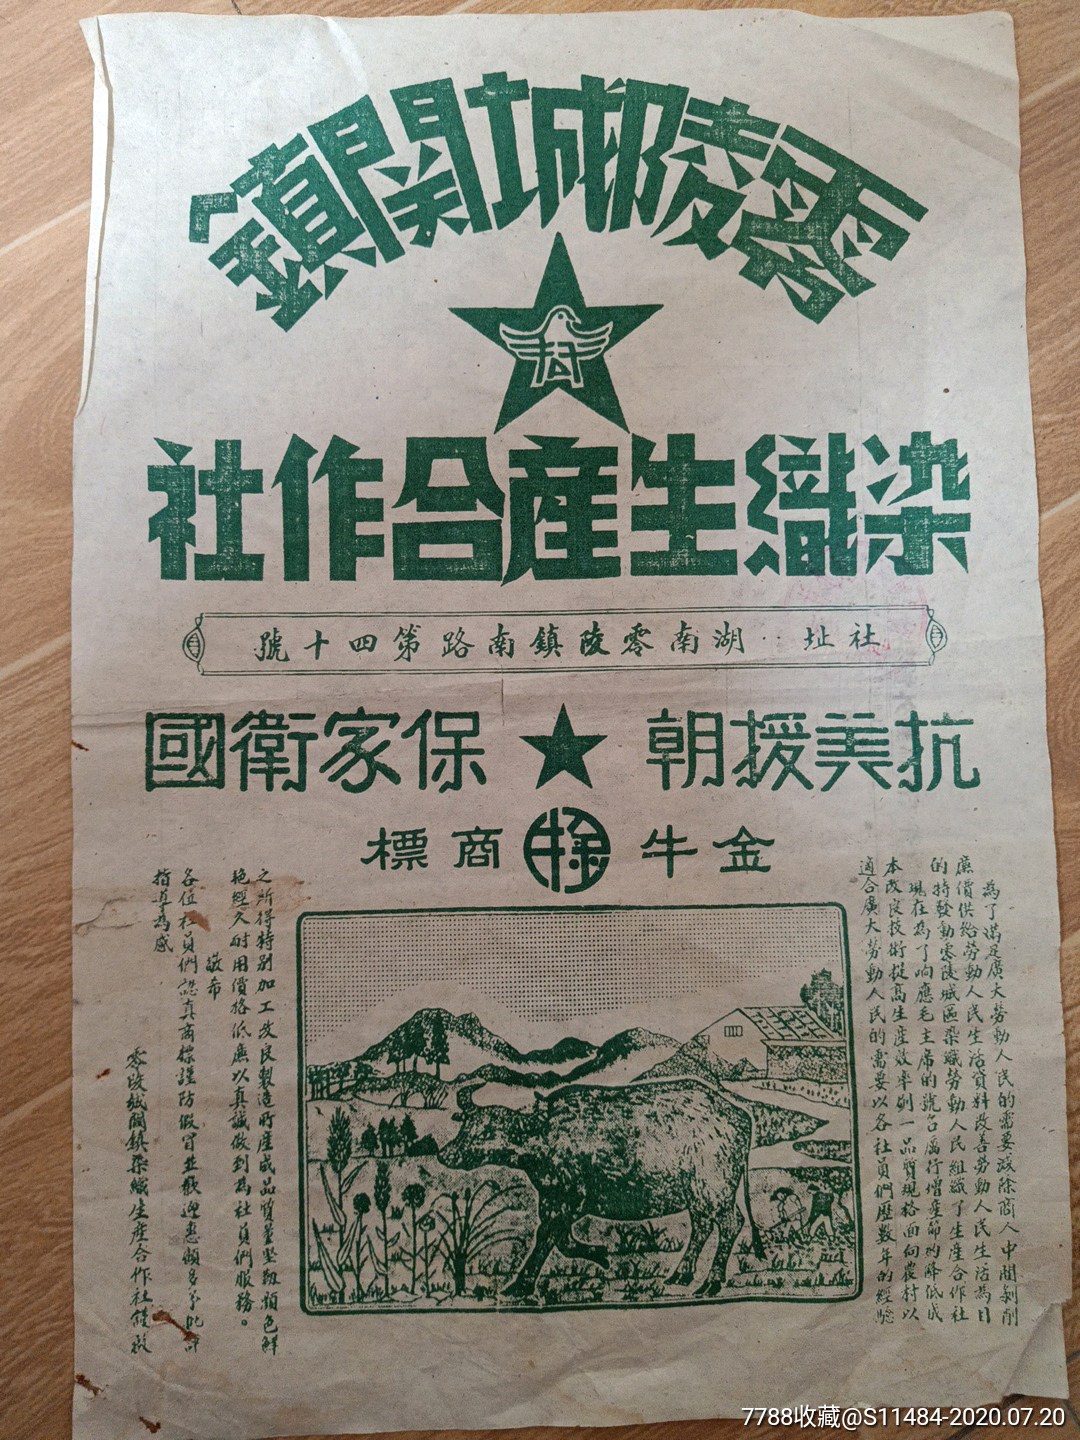 零陵城關鎮
染織生產合作社
社址：湖南零陵鎮南路第四十號
抗美援朝★保家衛國
金牛商標
為了滿足廣大勞動人民的需要減除商人中間剝削
廉價供給勞動人民生活資料改善勞動人民生活為目
的特發動零陵城區染織勞動人民組織了生產合作社
現在為了响應毛主席的號召廣行增產節約降低成
本改良技術提高生產效率劃一品質規格面向農村以
適合廣大勞動人民的需要以各社員們歷數年的經驗
之所得特別加工改良製造所產成品質量堅韌顏色鮮
艳經久耐用價格低廉以真誠做到為社員們服務。
敬希
各位社員們認真商標謹防假冒並歡迎惠顧多予批評
指導為感
零陵城關鎮染織生產合作社謹啟
7788收藏@S11484-2020.07.20